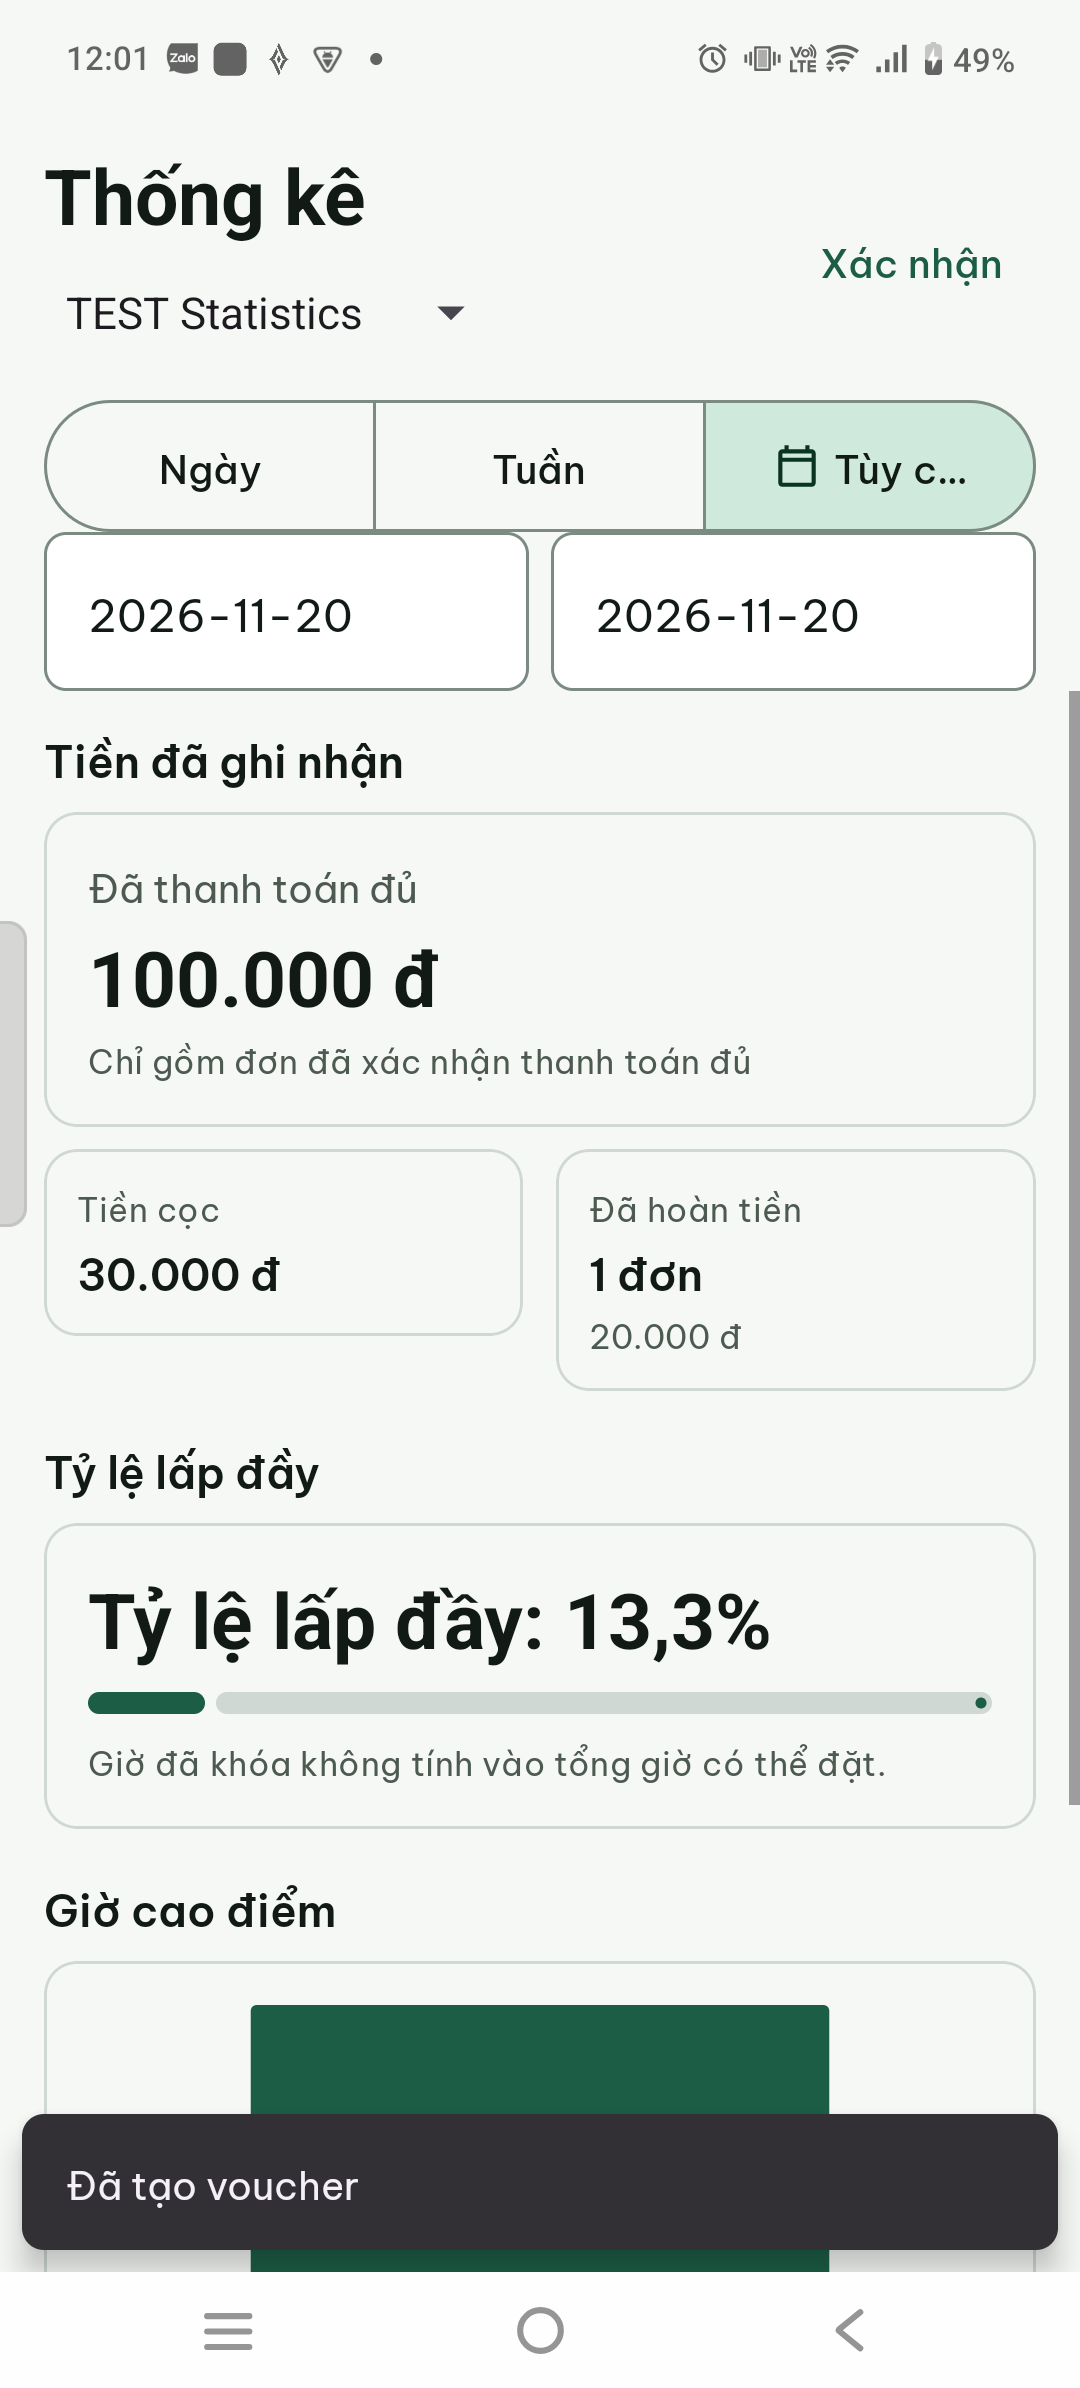 12:01
Zalo
Vo))
LTE
49%
Thống kê
Xác nhận
TEST Statistics
Ngày
Tuần
Tùy c...
2026-11-20
2026-11-20
Tiền đã ghi nhận
Đã thanh toán đủ
100.000 đ
Chỉ gồm đơn đã xác nhận thanh toán đủ
Tiền cọc
30.000 đ
Đã hoàn tiền
1 đơn
20.000 đ
Tỷ lệ lấp đầy
Tỷ lệ lấp đầy: 13,3%
Giờ đã khóa không tính vào tổng giờ có thể đặt.
Giờ cao điểm
Đã tạo voucher